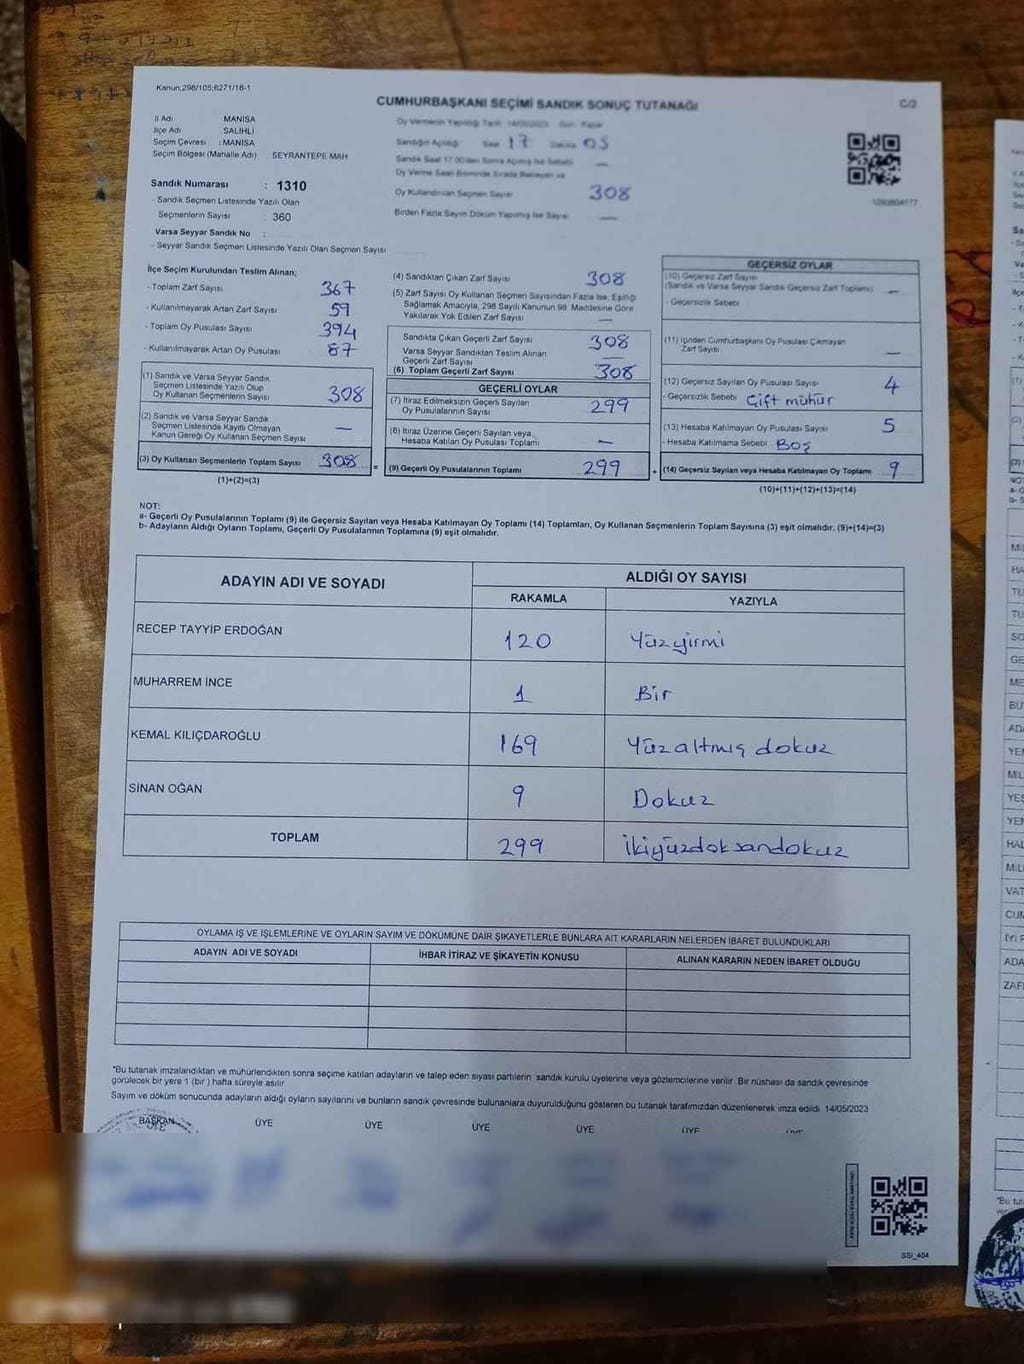 Kanun;298/105,6271/18-1
CUMHURBAŞKANI SEÇİMİ SANDIK SONUÇ TUTANAĞI
C/2
İl Adı MANİSA
İlçe Adı SALİHLİ
Seçim Çevresi : MANİSA
Seçim Bölgesi (Mahalle Adı) : SEYRANTEPE MAH
Sandık Numarası : 1310
- Sandık Seçmen Listesinde Yazılı Olan
Seçmenlerin Sayısı : 360
Varsa Seyyar Sandık No :
- Seyyar Sandık Seçmen Listesinde Yazılı Olan Seçmen Sayısı
Oy Vermenin Yapıldığı Tarih 14/05/2023 Gün: Pazar
Sandığın Açıldığı Saat 17 Dakika 05
Sandık Saat 17.00'den Sonra Açılmış İse Sebebi —
Oy Verme Saati Bitiminde Sırada Bekleyen ve
Oy Kullandırılan Seçmen Sayısı 308
Birden Fazla Sayım Döküm Yapılmış İse Sayısı —
İlçe Seçim Kurulundan Teslim Alınan;
- Toplam Zarf Sayısı 367
- Kullanılmayarak Artan Zarf Sayısı 59
- Toplam Oy Pusulası Sayısı 394
- Kullanılmayarak Artan Oy Pusulası 87
(1) Sandık ve Varsa Seyyar Sandık
Seçmen Listesinde Yazılı Olup
Oy Kullanan Seçmenlerin Sayısı 308
(2) Sandık ve Varsa Seyyar Sandık
Seçmen Listesinde Kayıtlı Olmayan
Kanun Gereği Oy Kullanan Seçmen Sayısı —
(3) Oy Kullanan Seçmenlerin Toplam Sayısı 308
(1)+(2)=(3)
(4) Sandıktan Çıkan Zarf Sayısı 308
(5) Zarf Sayısı Oy Kullanan Seçmen Sayısından Fazla İse, Eşitliği
Sağlamak Amacıyla, 298 Sayılı Kanunun 98 Maddesine Göre
Yakılarak Yok Edilen Zarf Sayısı —
Sandıkta Çıkan Geçerli Zarf Sayısı 308
Varsa Seyyar Sandıktan Teslim Alınan
Geçerli Zarf Sayısı —
(6) Toplam Geçerli Zarf Sayısı 308
GEÇERLİ OYLAR
(7) İtiraz Edilmeksizin Geçerli Sayılan
Oy Pusulalarının Sayısı 299
(8) İtiraz Üzerine Geçerli Sayılan veya
Hesaba Katılan Oy Pusulası Toplamı —
= (9) Geçerli Oy Pusulalarının Toplamı 299 +
GEÇERSİZ OYLAR
(10) Geçersiz Zarf Sayısı
(Sandık ve Varsa Seyyar Sandık Geçersiz Zarf Toplamı) —
- Geçersizlik Sebebi
(11) İçinden Cumhurbaşkanı Oy Pusulası Çıkmayan
Zarf Sayısı —
(12) Geçersiz Sayılan Oy Pusulası Sayısı 4
- Geçersizlik Sebebi Çift mühür
(13) Hesaba Katılmayan Oy Pusulası Sayısı 5
- Hesaba Katılmama Sebebi Boş
(14) Geçersiz Sayılan veya Hesaba Katılmayan Oy Toplamı 9
(10)+(11)+(12)+(13)=(14)
NOT:
a- Geçerli Oy Pusulalarının Toplamı (9) ile Geçersiz Sayılan veya Hesaba Katılmayan Oy Toplamı (14) Toplamları, Oy Kullanan Seçmenlerin Toplam Sayısına (3) eşit olmalıdır. (9)+(14)=(3)
b- Adayların Aldığı Oyların Toplamı, Geçerli Oy Pusulalarının Toplamına (9) eşit olmalıdır.
ADAYIN ADI VE SOYADI ALDIĞI OY SAYISI
RAKAMLA YAZIYLA
RECEP TAYYİP ERDOĞAN 120 Yüzyirmi
MUHARREM İNCE 1 Bir
KEMAL KILIÇDAROĞLU 169 Yüzaltmış dokuz
SİNAN OĞAN 9 Dokuz
TOPLAM 299 İkiyüzdoksandokuz
OYLAMA İŞ VE İŞLEMLERİNE VE OYLARIN SAYIM VE DÖKÜMÜNE DAİR ŞİKAYETLERLE BUNLARA AİT KARARLARIN NELERDEN İBARET BULUNDUKLARI
ADAYIN ADI VE SOYADI İHBAR İTİRAZ VE ŞİKAYETİN KONUSU ALINAN KARARIN NEDEN İBARET OLDUĞU
*Bu tutanak imzalandıktan ve mühürlendikten sonra seçime katılan adayların ve talep eden siyasi partilerin sandık kurulu üyelerine veya gözlemcilerine verilir. Bir nüshası da sandık çevresinde
görülecek bir yere 1 (bir ) hafta süreyle asılır
Sayım ve döküm sonucunda adayların aldığı oyların sayılarını ve bunların sandık çevresinde bulunanlara duyurulduğunu gösteren bu tutanak tarafımızdan düzenlenerek imza edildi 14/05/2023
BAŞKAN ÜYE ÜYE ÜYE ÜYE ÜYE ÜYE
SSİ_404